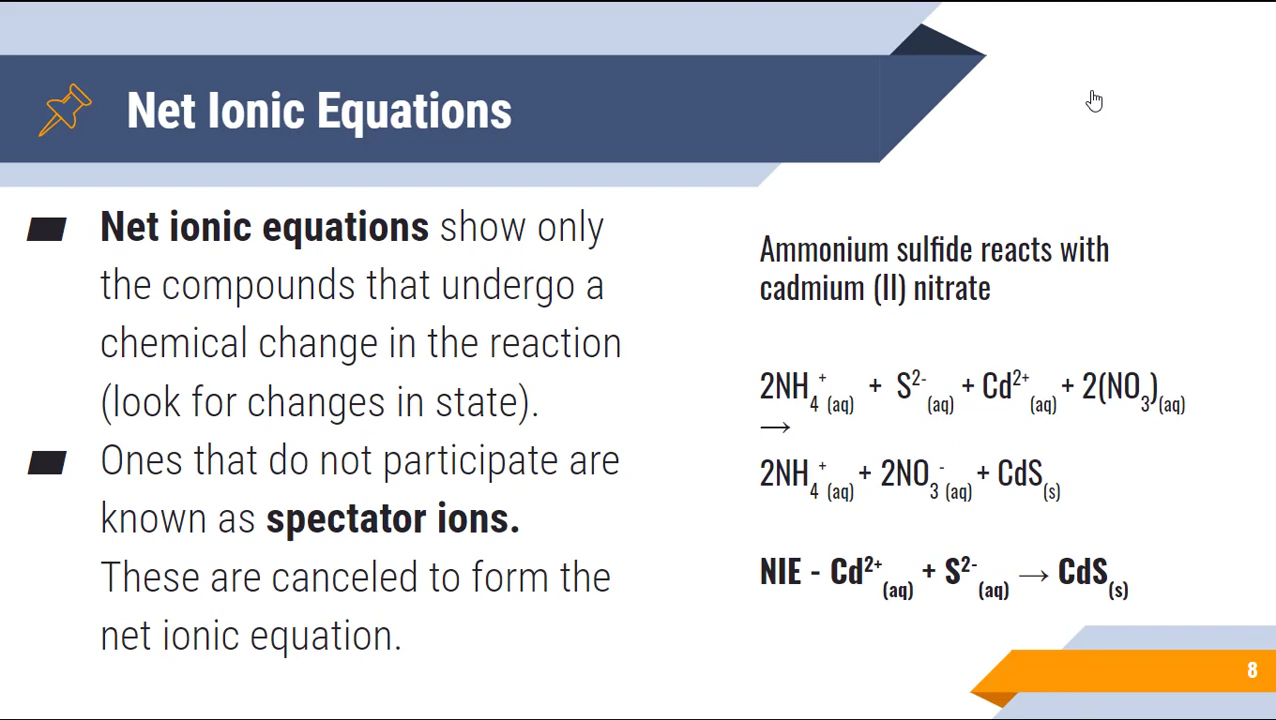 Net Ionic Equations
Net ionic equations show only
the compounds that undergo a
chemical change in the reaction
(look for changes in state).
Ones that do not participate are
known as spectator ions.
These are canceled to form the
net ionic equation.
Ammonium sulfide reacts with
cadmium (II) nitrate
2NH₄⁺(aq) + S²⁻(aq) + Cd²⁺(aq) + 2(NO₃)(aq)
→
2NH₄⁺(aq) + 2NO₃⁻(aq) + CdS(s)
NIE - Cd²⁺(aq) + S²⁻(aq) → CdS(s)
8